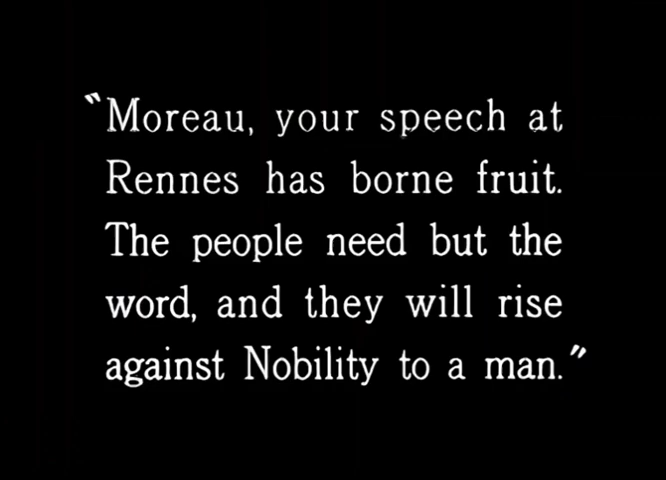 "Moreau, your speech at
Rennes has borne fruit.
The people need but the
word, and they will rise
against Nobility to a man."